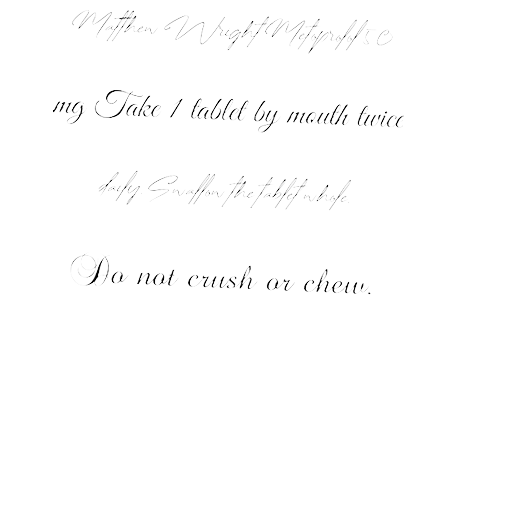 Matthew Wright
mg Take 1 tablet by mouth twice
daily Swallow the tablet whole
Do not crush or chew.